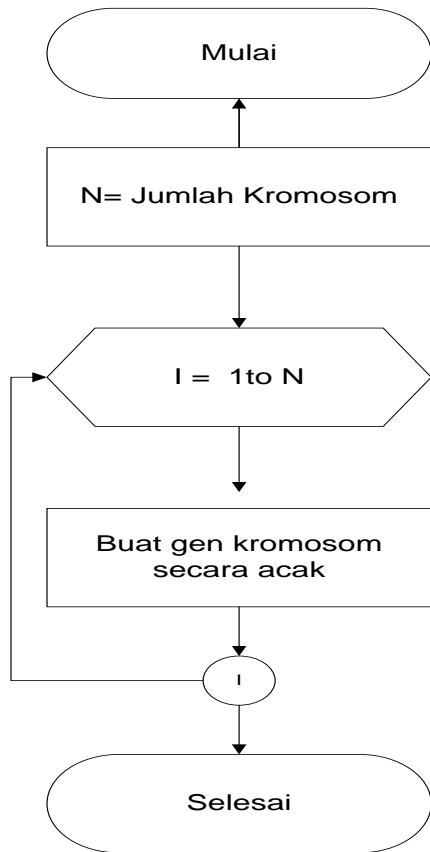 Mulai
N= Jumlah Kromosom
I = 1to N
Buat gen kromosom
secara acak
I
Selesai